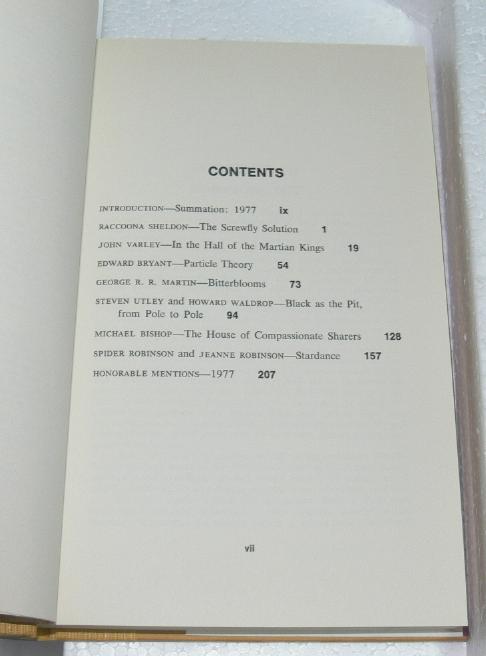 CONTENTS
INTRODUCTION—Summation: 1977 ix
RACCOONA SHELDON—The Screwfly Solution 1
JOHN VARLEY—In the Hall of the Martian Kings 19
EDWARD BRYANT—Particle Theory 54
GEORGE R. R. MARTIN—Bitterblooms 73
STEVEN UTLEY and HOWARD WALDROP—Black as the Pit,
from Pole to Pole 94
MICHAEL BISHOP—The House of Compassionate Sharers 128
SPIDER ROBINSON and JEANNE ROBINSON—Stardance 157
HONORABLE MENTIONS—1977 207
vii